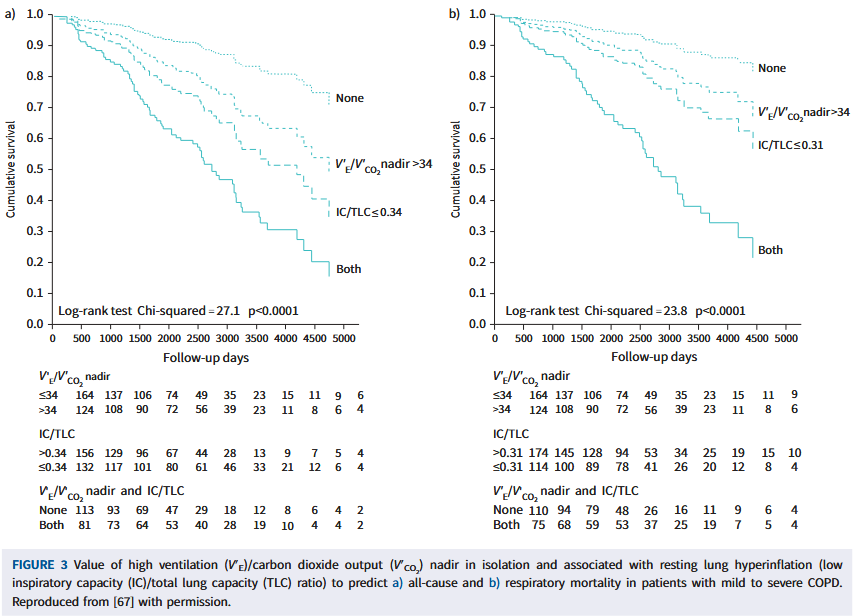 a)
1.0
0.9
0.8
0.7
0.6
0.5
0.4
0.3
0.2
0.1
0.0
Cumulative survival
None
V'E/V'CO2 nadir >34
IC/TLC ≤ 0.34
Both
Log-rank test Chi-squared = 27.1 p<0.0001
0 500 1000 1500 2000 2500 3000 3500 4000 4500 5000
Follow-up days
V'E/V'CO2 nadir
≤34 164 137 106 74 49 35 23 15 11 9 6
>34 124 108 90 72 56 39 23 11 8 6 4
IC/TLC
>0.34 156 129 96 67 44 28 13 9 7 5 4
≤0.34 132 117 101 80 61 46 33 21 12 6 4
V'E/V'CO2 nadir and IC/TLC
None 113 93 69 47 29 18 12 8 6 4 2
Both 81 73 64 53 40 28 19 10 4 4 2
b)
1.0
0.9
0.8
0.7
0.6
0.5
0.4
0.3
0.2
0.1
0.0
Cumulative survival
None
V'E/V'CO2 nadir>34
IC/TLC ≤ 0.31
Both
Log-rank test Chi-squared = 23.8 p<0.0001
0 500 1000 1500 2000 2500 3000 3500 4000 4500 5000
Follow-up days
V'E/V'CO2 nadir
≤34 164 137 106 74 49 35 23 15 11 9
>34 124 108 90 72 56 39 23 11 8 6
IC/TLC
>0.31 174 145 128 94 53 34 25 19 15 10
≤0.31 114 100 89 78 41 26 20 12 8 4
V'E/V'CO2 nadir and IC/TLC
None 110 94 79 48 26 16 11 9 6 4
Both 75 68 59 53 37 25 19 7 5 4
FIGURE 3 Value of high ventilation (V'E)/carbon dioxide output (V'CO2) nadir in isolation and associated with resting lung hyperinflation (low
inspiratory capacity (IC)/total lung capacity (TLC) ratio) to predict a) all-cause and b) respiratory mortality in patients with mild to severe COPD.
Reproduced from [67] with permission.